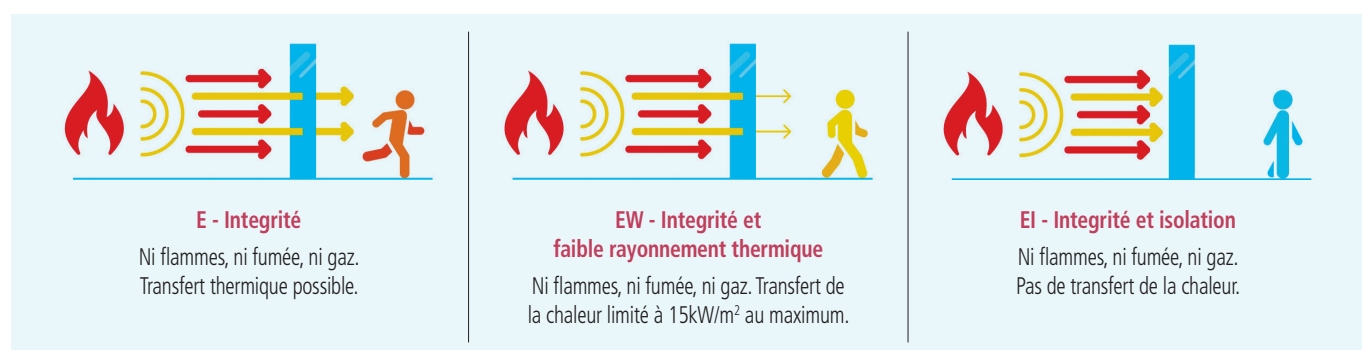 E - Integrité
Ni flammes, ni fumée, ni gaz.
Transfert thermique possible.
EW - Integrité et
faible rayonnement thermique
Ni flammes, ni fumée, ni gaz. Transfert de
la chaleur limité à 15kW/m² au maximum.
EI - Integrité et isolation
Ni flammes, ni fumée, ni gaz.
Pas de transfert de la chaleur.